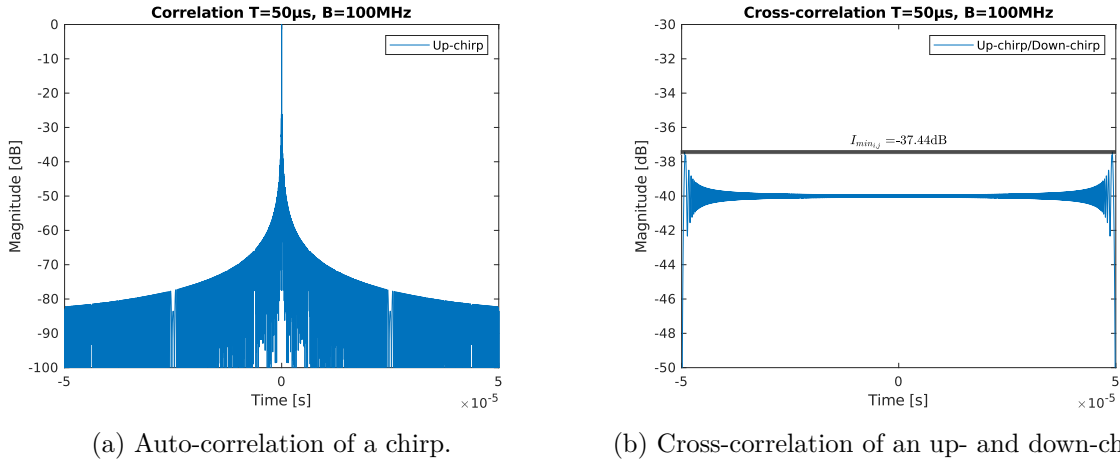 Correlation T=50µs, B=100MHz
0
-10
-20
-30
-40
-50
-60
-70
-80
-90
-100
Magnitude [dB]
Up-chirp
-5
0
5
Time [s]
×10⁻⁵
(a) Auto-correlation of a chirp.
Cross-correlation T=50µs, B=100MHz
-30
-32
-34
-36
-38
-40
-42
-44
-46
-48
-50
Magnitude [dB]
Up-chirp/Down-chirp
I_{min_{i,j}} =-37.44dB
-5
0
5
Time [s]
×10⁻⁵
(b) Cross-correlation of an up- and down-ch